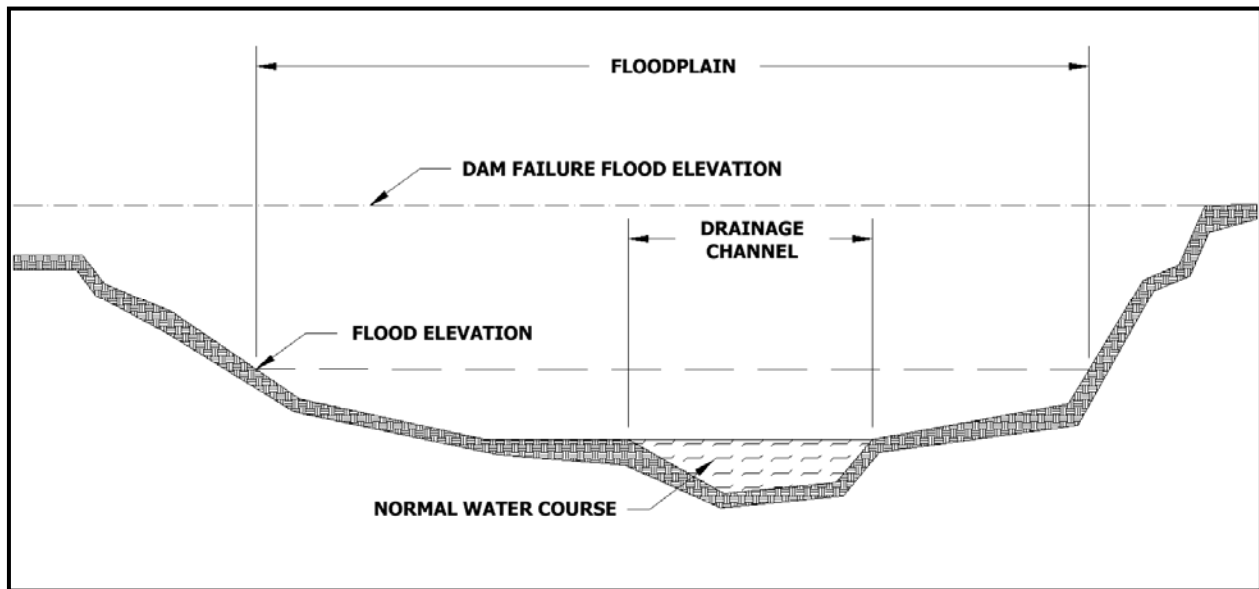 FLOODPLAIN
DAM FAILURE FLOOD ELEVATION
DRAINAGE
CHANNEL
FLOOD ELEVATION
NORMAL WATER COURSE